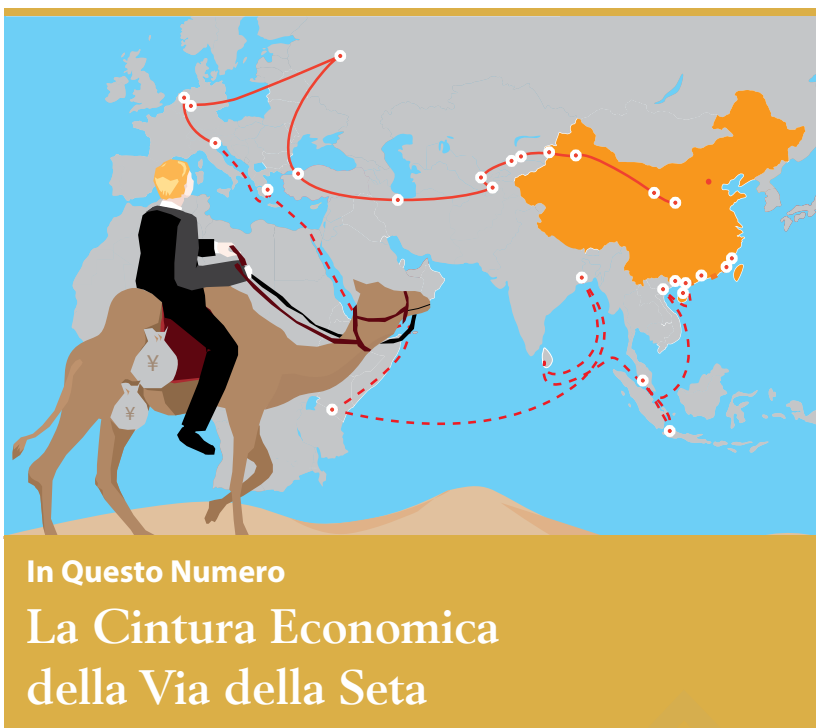 ¥
¥
In Questo Numero
La Cintura Economica
della Via della Seta